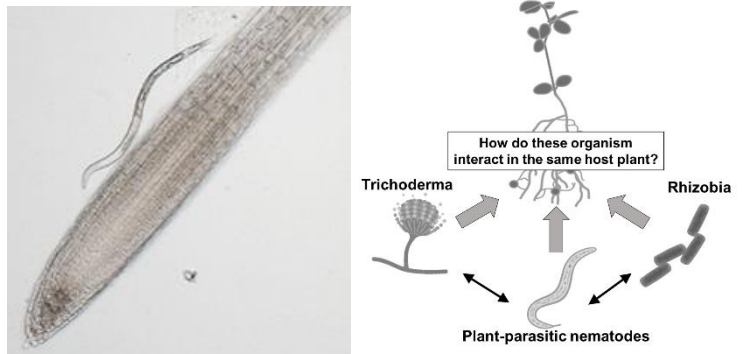 How do these organism
interact in the same host plant?
Trichoderma
Rhizobia
Plant-parasitic nematodes